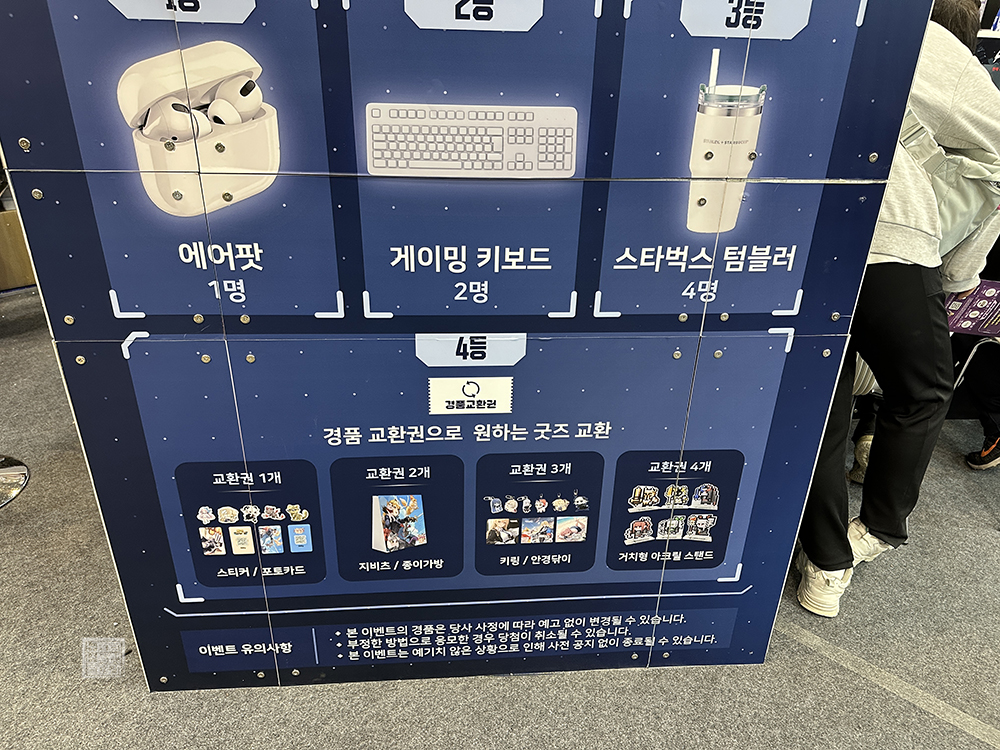 1등
2등
3등
에어팟
1명
게이밍 키보드
2명
스타벅스 텀블러
4명
4등
경품교환권
경품 교환권으로 원하는 굿즈 교환
교환권 1개
스티커 / 포토카드
교환권 2개
지비츠 / 종이가방
교환권 3개
키링 / 안경닦이
교환권 4개
거치형 아크릴 스탠드
이벤트 유의사항
본 이벤트의 경품은 당사 사정에 따라 예고 없이 변경될 수 있습니다.
부정한 방법으로 응모한 경우 당첨이 취소될 수 있습니다.
본 이벤트는 예기치 않은 상황으로 인해 사전 공지 없이 종료될 수 있습니다.